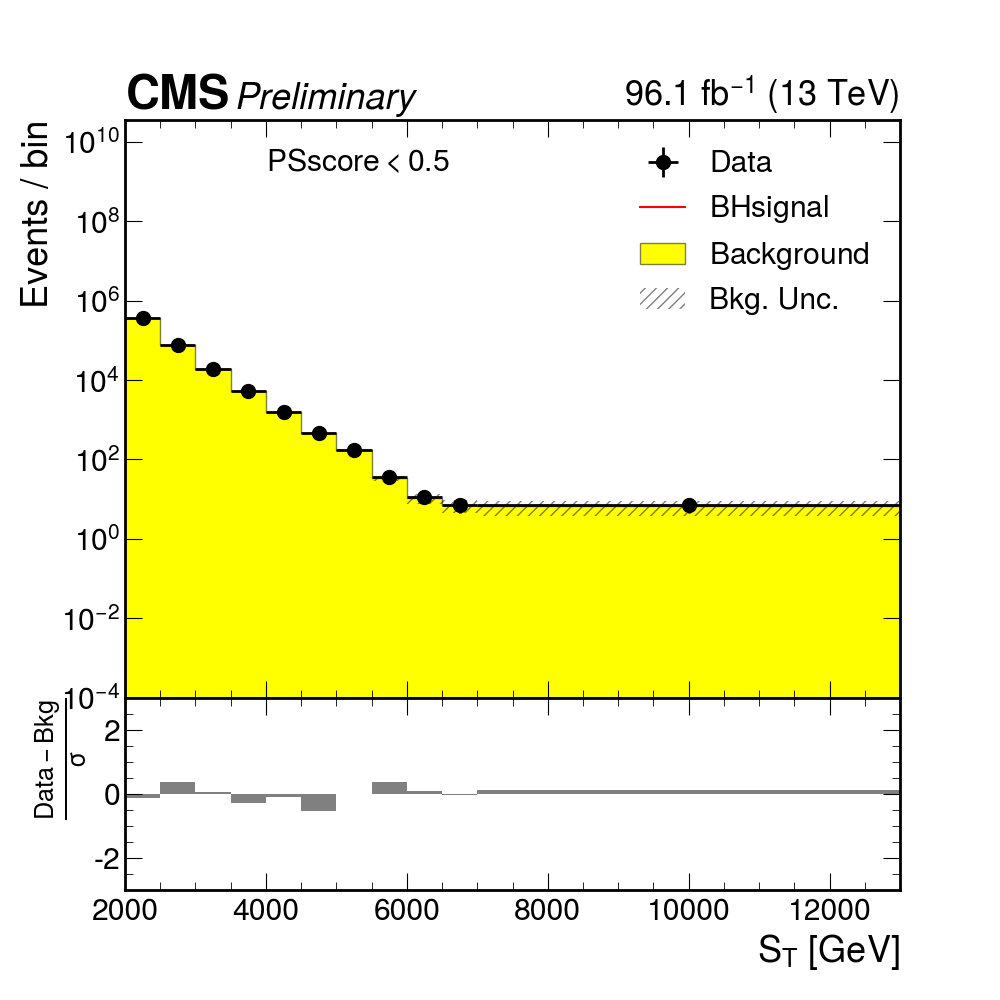 CMS Preliminary 96.1 fb⁻¹ (13 TeV)
Events / bin
PSscore < 0.5
Data
BHsignal
Background
Bkg. Unc.
10¹⁰
10⁸
10⁶
10⁴
10²
10⁰
10⁻²
10⁻⁴
Data – Bkg
σ
2
0
-2
2000 4000 6000 8000 10000 12000
S_T [GeV]